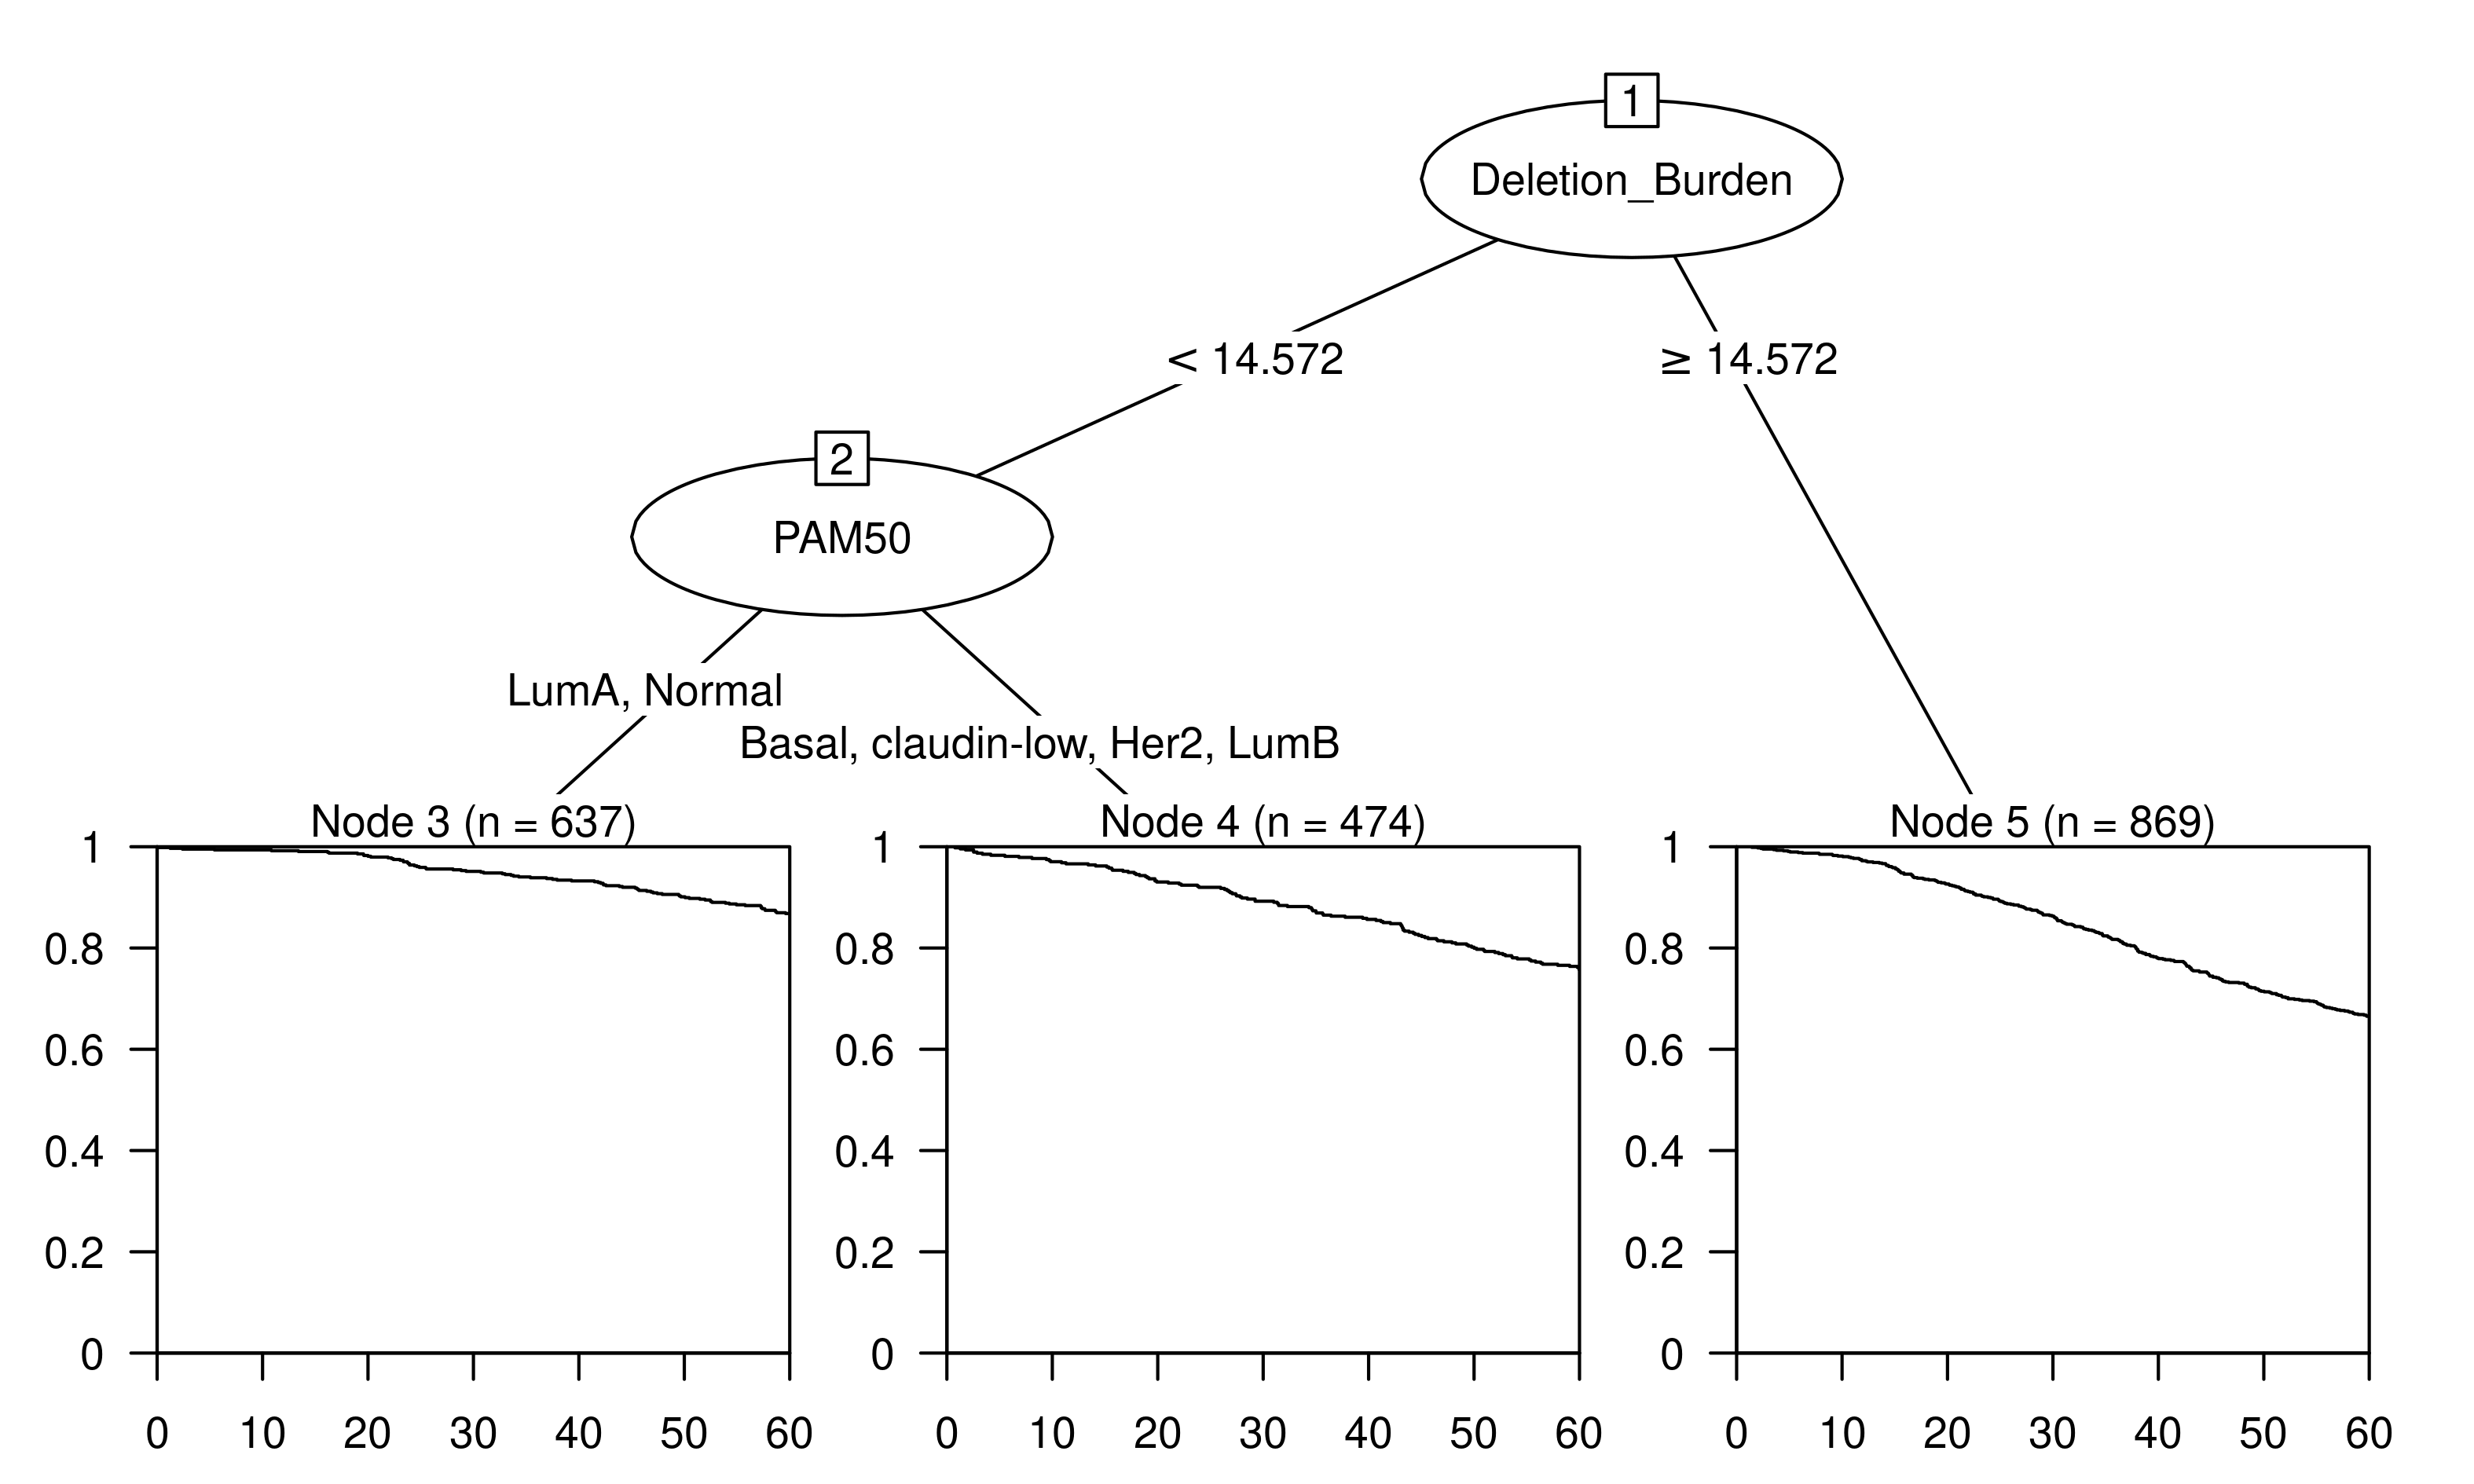 1
Deletion_Burden
< 14.572 ≥ 14.572
2
PAM50
LumA, Normal
Basal, claudin-low, Her2, LumB
Node 3 (n = 637)
1
0.8
0.6
0.4
0.2
0
0 10 20 30 40 50 60
Node 4 (n = 474)
1
0.8
0.6
0.4
0.2
0
0 10 20 30 40 50 60
Node 5 (n = 869)
1
0.8
0.6
0.4
0.2
0
0 10 20 30 40 50 60